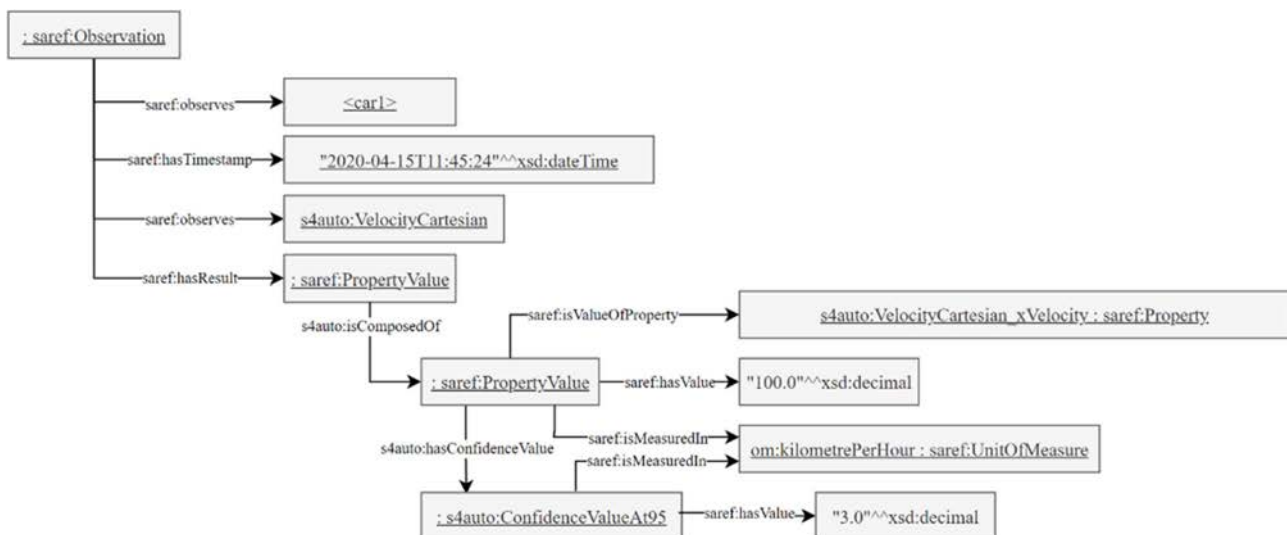 : saref:Observation
saref:observes
<car1>
saref:hasTimestamp
"2020-04-15T11:45:24"^^xsd:dateTime
saref:observes
s4auto:VelocityCartesian
saref:hasResult
: saref:PropertyValue
s4auto:isComposedOf
saref:isValueOfProperty
s4auto:VelocityCartesian_xVelocity : saref:Property
: saref:PropertyValue
saref:hasValue
"100.0"^^xsd:decimal
s4auto:hasConfidenceValue
saref:isMeasuredIn
saref:isMeasuredIn
om:kilometrePerHour : saref:UnitOfMeasure
: s4auto:ConfidenceValueAt95
saref:hasValue
"3.0"^^xsd:decimal